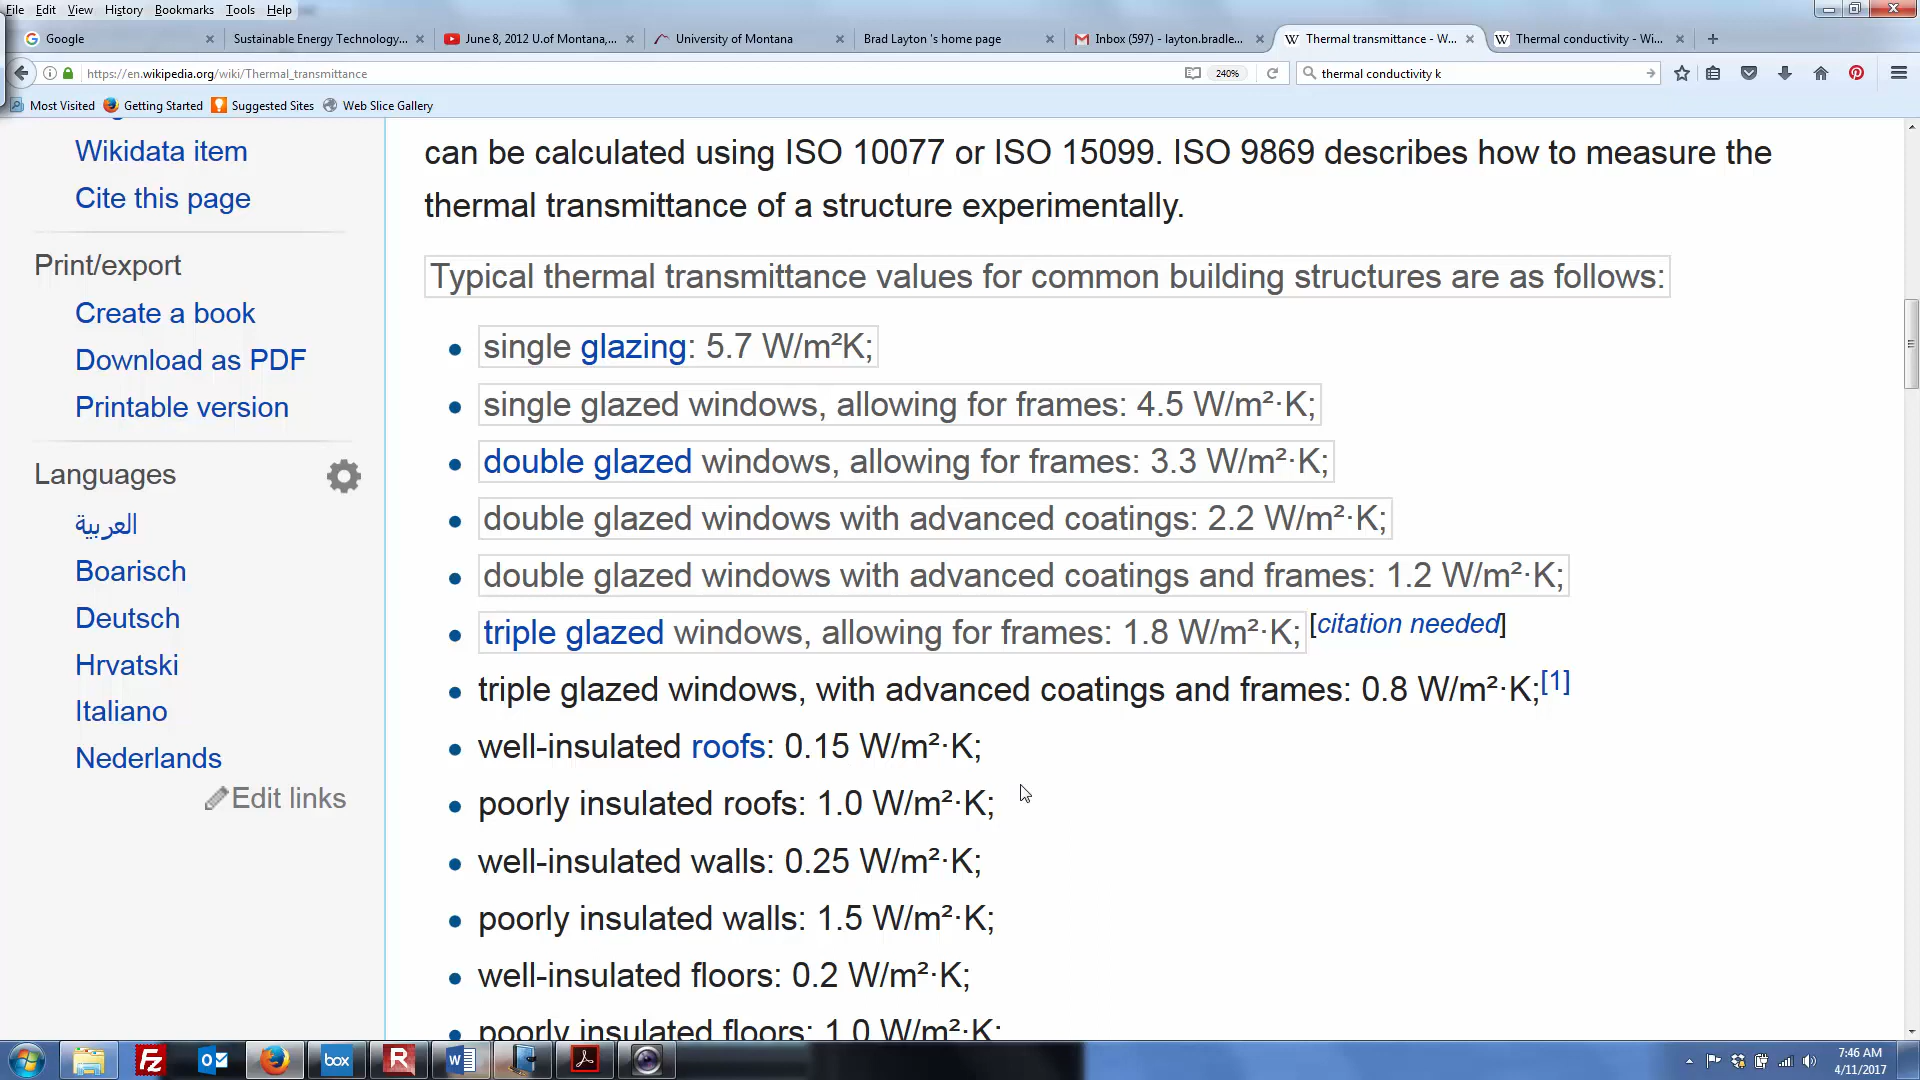 File Edit View History Bookmarks Tools Help
Google
Sustainable Energy Technology...
June 8, 2012 U.of Montana,...
University of Montana
Brad Layton 's home page
Inbox (597) - layton.bradle...
Thermal transmittance - W...
Thermal conductivity - Wi...
https://en.wikipedia.org/wiki/Thermal_transmittance
240%
thermal conductivity k
Most Visited Getting Started Suggested Sites Web Slice Gallery
Wikidata item
Cite this page
Print/export
Create a book
Download as PDF
Printable version
Languages
العربية
Boarisch
Deutsch
Hrvatski
Italiano
Nederlands
Edit links
can be calculated using ISO 10077 or ISO 15099. ISO 9869 describes how to measure the
thermal transmittance of a structure experimentally.
Typical thermal transmittance values for common building structures are as follows:
single glazing: 5.7 W/m²K;
single glazed windows, allowing for frames: 4.5 W/m²·K;
double glazed windows, allowing for frames: 3.3 W/m²·K;
double glazed windows with advanced coatings: 2.2 W/m²·K;
double glazed windows with advanced coatings and frames: 1.2 W/m²·K;
triple glazed windows, allowing for frames: 1.8 W/m²·K;[citation needed]
triple glazed windows, with advanced coatings and frames: 0.8 W/m²·K;[1]
well-insulated roofs: 0.15 W/m²·K;
poorly insulated roofs: 1.0 W/m²·K;
well-insulated walls: 0.25 W/m²·K;
poorly insulated walls: 1.5 W/m²·K;
well-insulated floors: 0.2 W/m²·K;
poorly insulated floors: 1.0 W/m²·K;
box
7:46 AM
4/11/2017